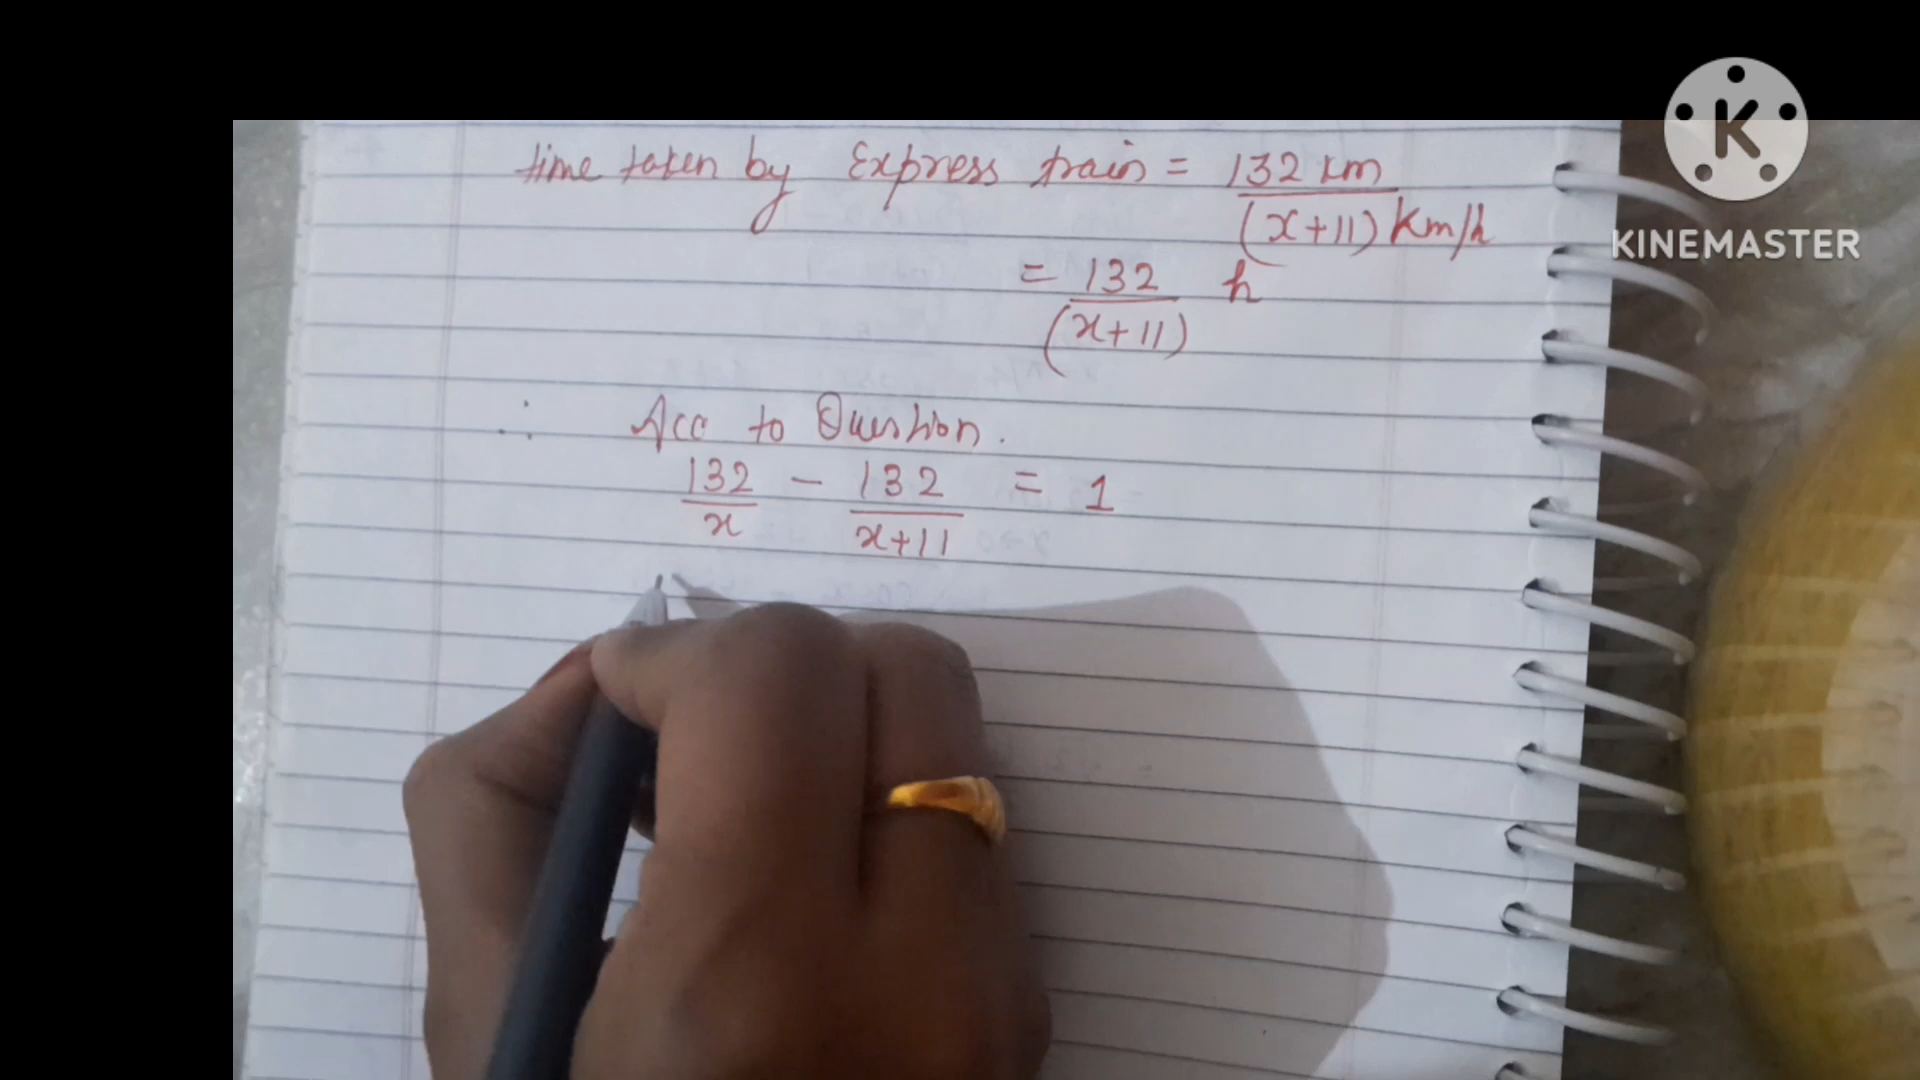 time taken by Express train = 132 km / (x+11) km/h
= 132 / (x+11) h
∴ Acc to Question.
132/x - 132/x+11 = 1
KINEMASTER